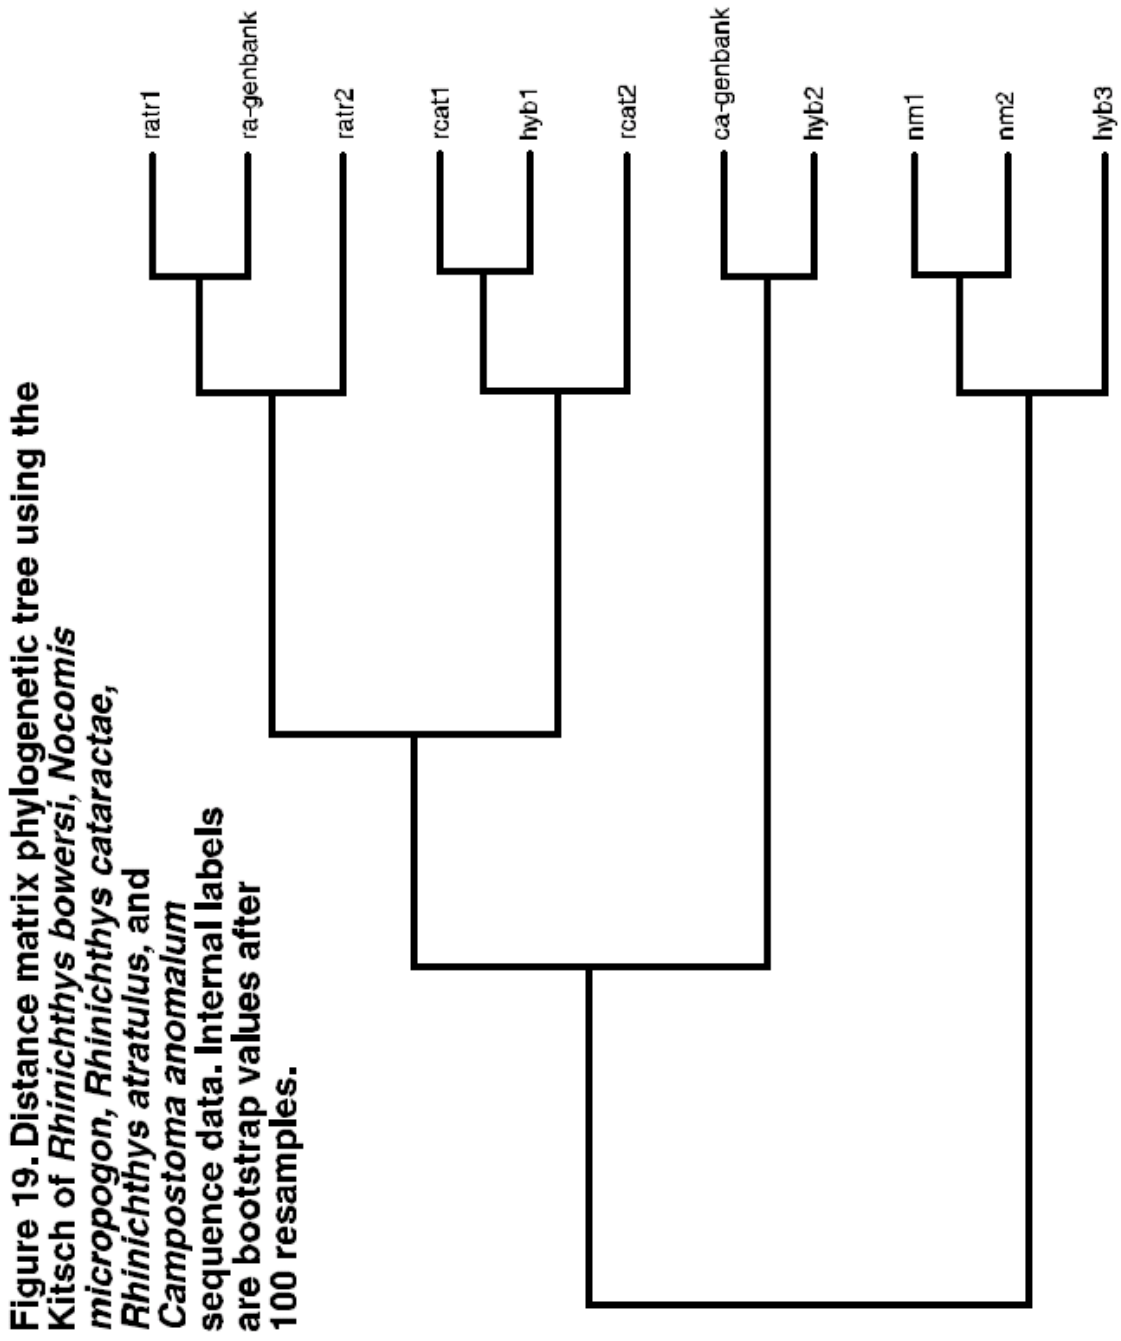 Figure 19. Distance matrix phylogenetic tree using the
Kitsch of Rhinichthys bowersi, Nocomis
micropogon, Rhinichthys cataractae,
Rhinichthys atratulus, and
Campostoma anomalum
sequence data. Internal labels
are bootstrap values after
100 resamples.
ratr1
ra-genbank
ratr2
rcat1
hyb1
rcat2
ca-genbank
hyb2
nm1
nm2
hyb3